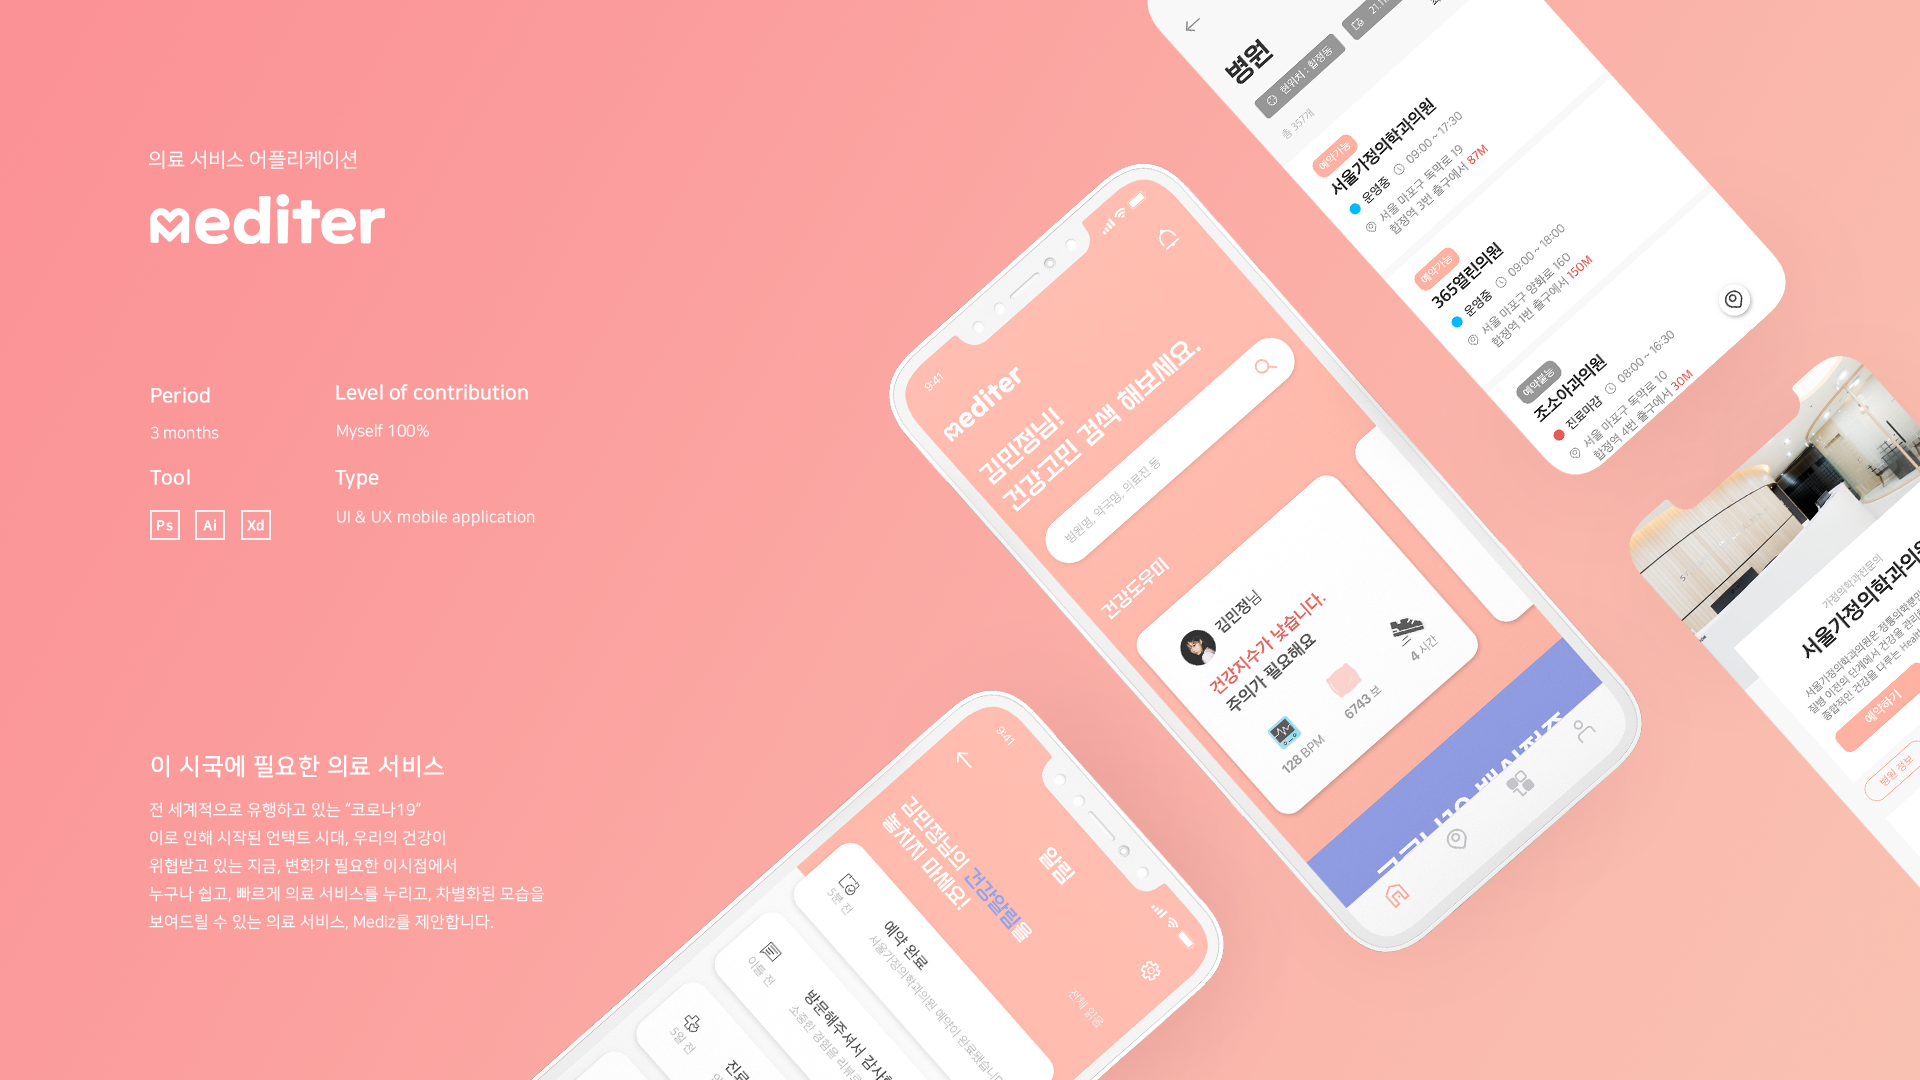 의료 서비스 어플리케이션
mediter
Period
3 months
Level of contribution
Myself 100%
Tool
Ps Ai Xd
Type
UI & UX mobile application
이 시국에 필요한 의료 서비스
전 세계적으로 유행하고 있는 "코로나19"
이로 인해 시작된 언택트 시대, 우리의 건강이
위협받고 있는 지금, 변화가 필요한 이시점에서
누구나 쉽고, 빠르게 의료 서비스를 누리고, 차별화된 모습을
보여드릴 수 있는 의료 서비스, Mediz를 제안합니다.
9:41
mediter
김민정님!
건강고민 검색 해보세요.
병원명, 약국명, 의료진 등
건강도우미
김민정님
건강지수가 낮습니다.
주의가 필요해요
128 BPM
6743 보
4 시간
9:41
알림
김민정님의 건강알림을
놓치지 마세요!
전체 읽음
5분 전
예약 완료
서울가정의학과의원 예약이 완료됐습니다
이틀 전
방문해주셔서 감사
소중한 경험을 리뷰로
5일 전
진료
병원
현위치 : 합정동
총 357개
예약가능
서울가정의학과의원
운영중 09:00 ~ 17:30
서울 마포구 독막로 19
합정역 3번 출구에서 87M
예약가능
365열린의원
운영중 09:00 ~ 18:00
서울 마포구 양화로 160
합정역 1번 출구에서 150M
예약불능
조소아과의원
진료마감 08:00 ~ 16:30
서울 마포구 독막로 10
합정역 4번 출구에서 30M
가정의학과전문의
서울가정의학과의원
서울가정의학과의원은 정통의학뿐만
질병 이전의 단계에서 건강을 관리
종합적인 건강을 다루는 Heal
예약하기
병원 정보